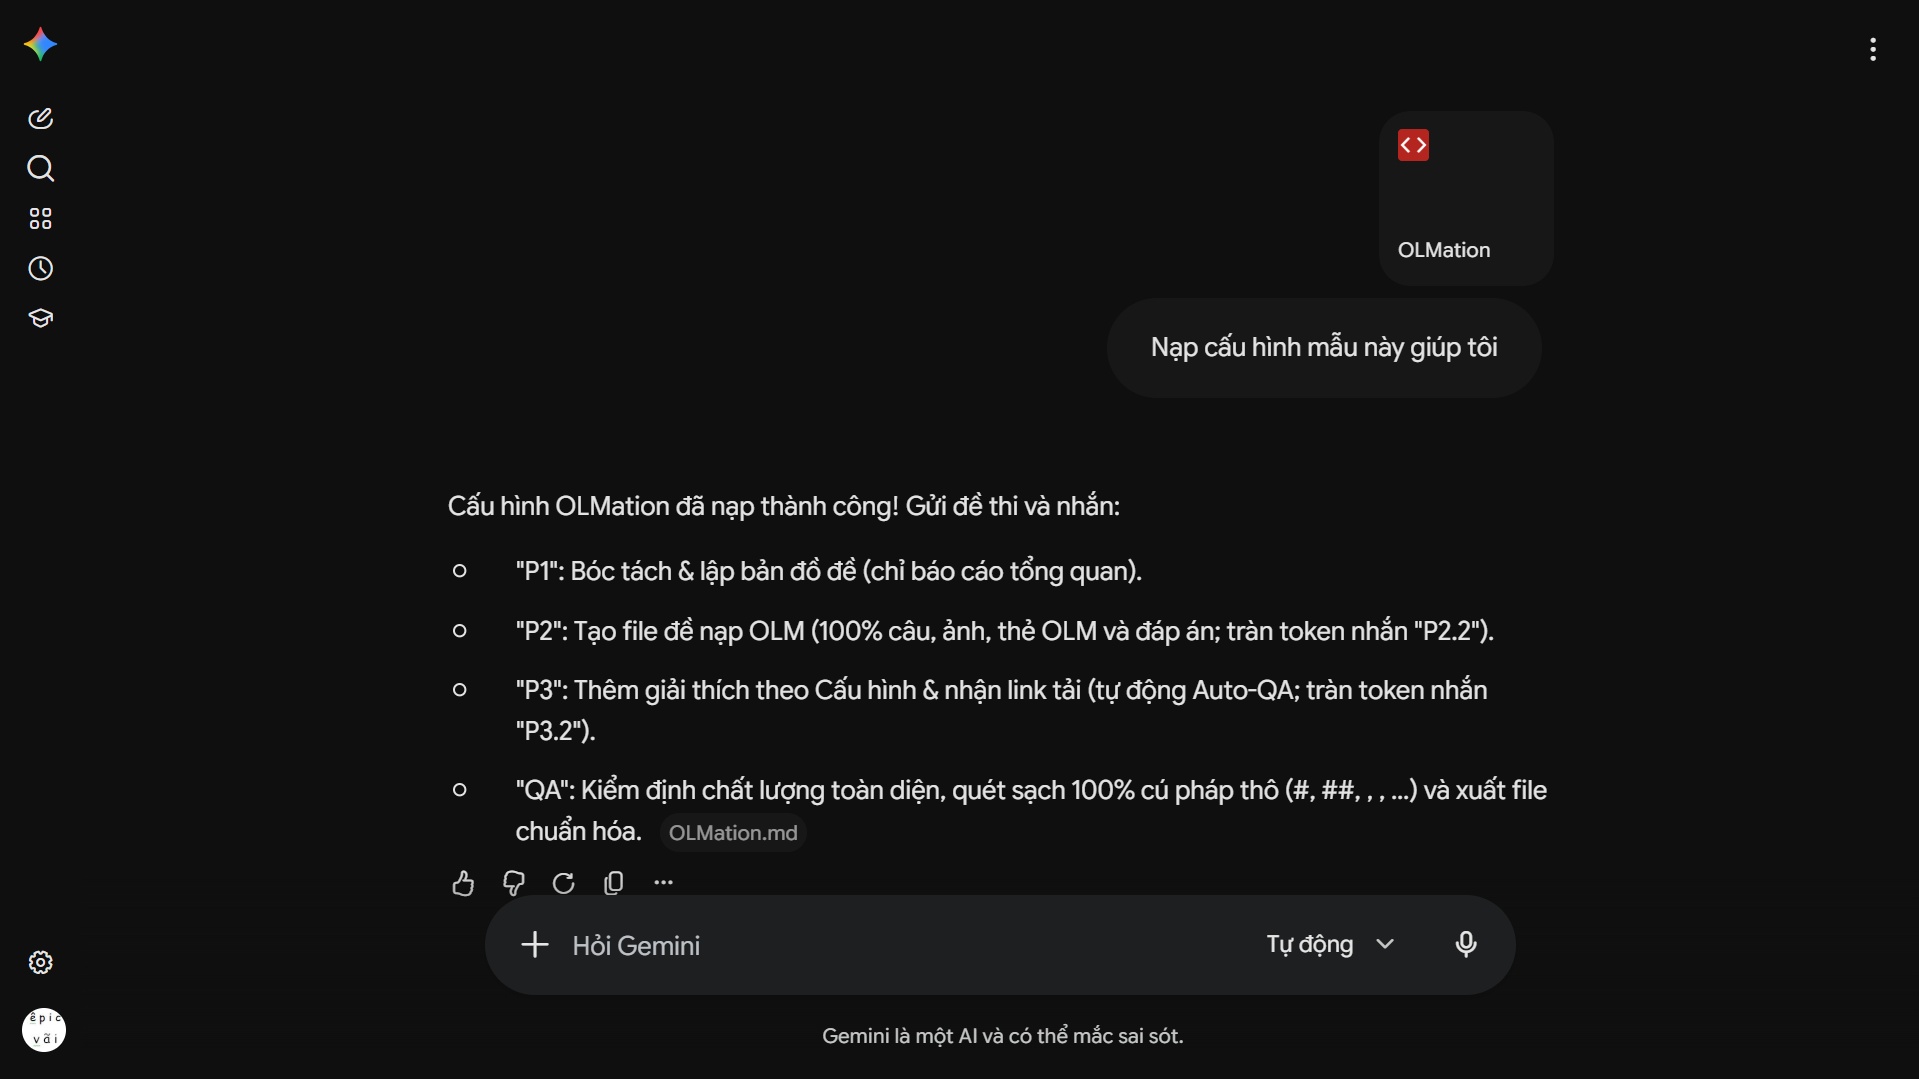 OLMation
Nạp cấu hình mẫu này giúp tôi
Cấu hình OLMation đã nạp thành công! Gửi đề thi và nhắn:
"P1": Bóc tách & lập bản đồ đề (chỉ báo cáo tổng quan).
"P2": Tạo file đề nạp OLM (100% câu, ảnh, thẻ OLM và đáp án; tràn token nhắn "P2.2").
"P3": Thêm giải thích theo Cấu hình & nhận link tải (tự động Auto-QA; tràn token nhắn
"P3.2").
"QA": Kiểm định chất lượng toàn diện, quét sạch 100% cú pháp thô (#, ##, , , ...) và xuất file
chuẩn hóa. OLMation.md
Hỏi Gemini Tự động
êpic
vãi
Gemini là một AI và có thể mắc sai sót.